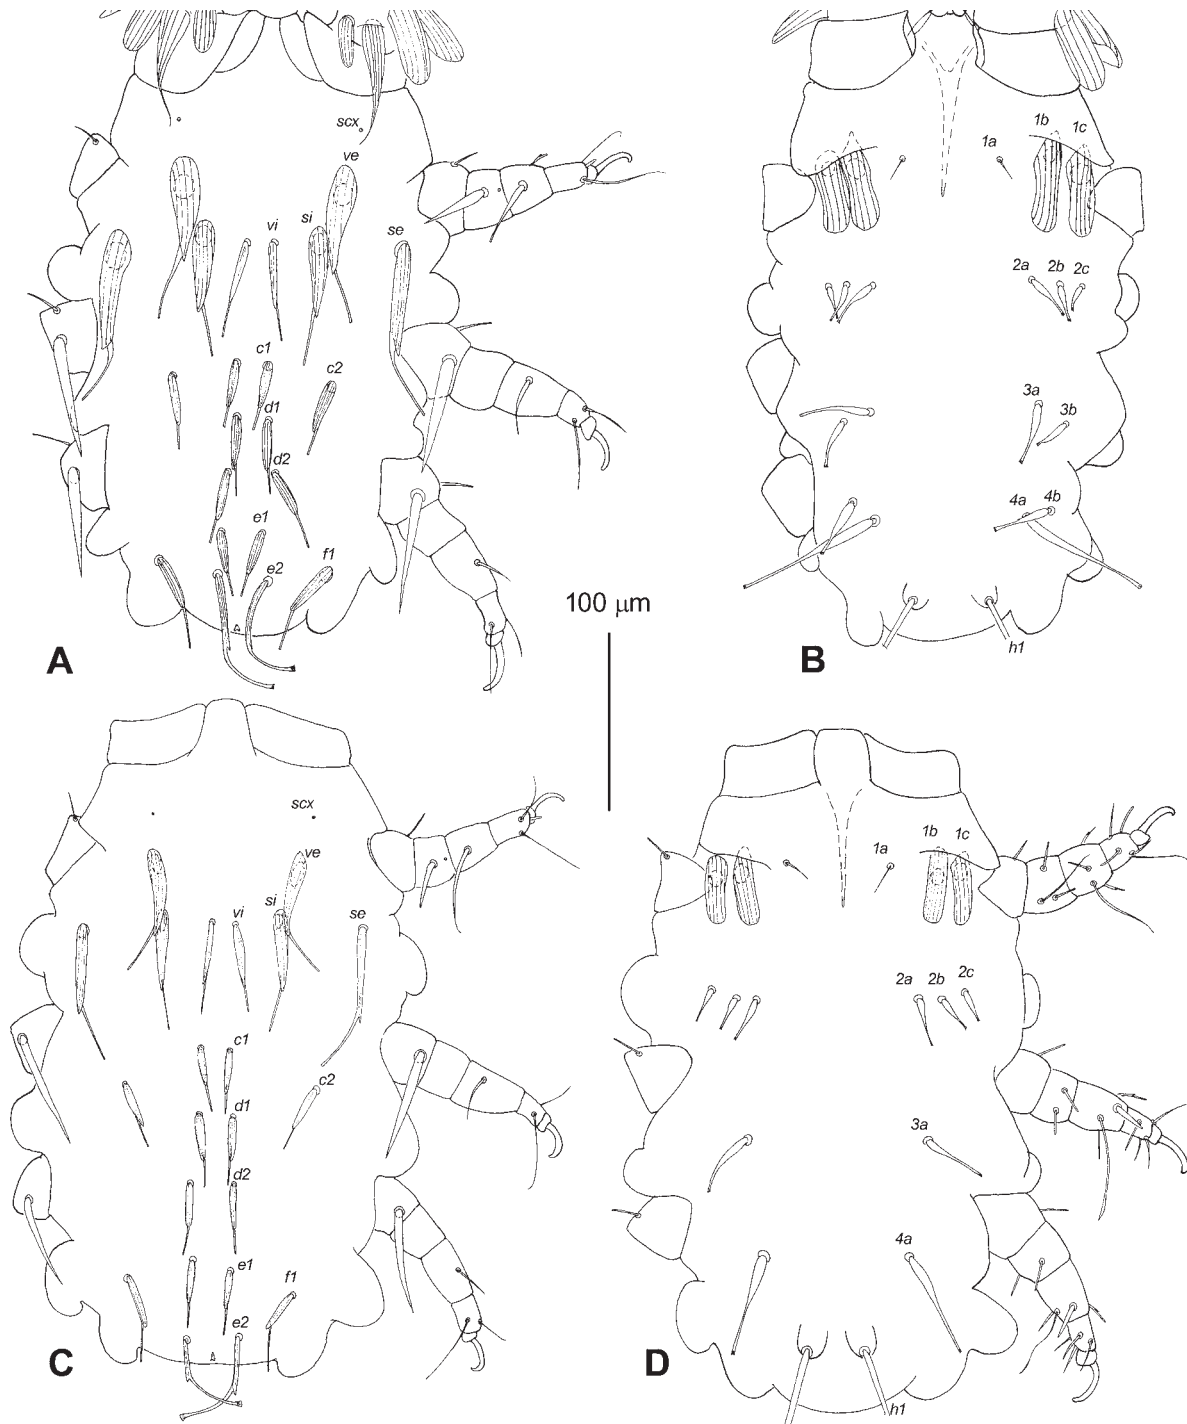 scx
ve
vi
si
se
c1
c2
d1
d2
e1
e2
f1
A
1a
1b
1c
2a
2b
2c
3a
3b
4a
4b
h1
B
100 µm
scx
ve
vi
si
se
c1
c2
d1
d2
e1
e2
f1
C
1a
1b
1c
2a
2b
2c
3a
4a
h1
D